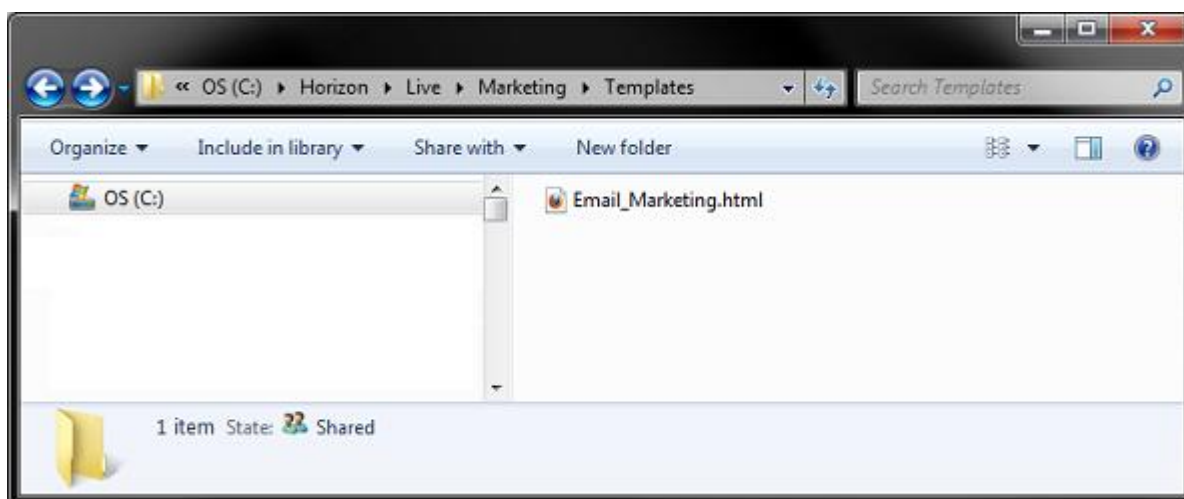 « OS (C:) ▸ Horizon ▸ Live ▸ Marketing ▸ Templates
Search Templates
Organize ▾ Include in library ▾ Share with ▾ New folder
OS (C:)
Email_Marketing.html
1 item State: Shared